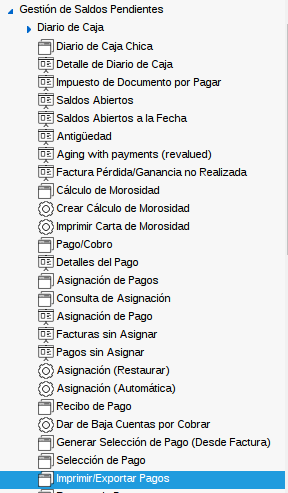 Gestión de Saldos Pendientes
Diario de Caja
Diario de Caja Chica
Detalle de Diario de Caja
Impuesto de Documento por Pagar
Saldos Abiertos
Saldos Abiertos a la Fecha
Antigüedad
Aging with payments (revalued)
Factura Pérdida/Ganancia no Realizada
Cálculo de Morosidad
Crear Cálculo de Morosidad
Imprimir Carta de Morosidad
Pago/Cobro
Detalles del Pago
Asignación de Pagos
Consulta de Asignación
Asignación de Pago
Facturas sin Asignar
Pagos sin Asignar
Asignación (Restaurar)
Asignación (Automática)
Recibo de Pago
Dar de Baja Cuentas por Cobrar
Generar Selección de Pago (Desde Factura)
Selección de Pago
Imprimir/Exportar Pagos